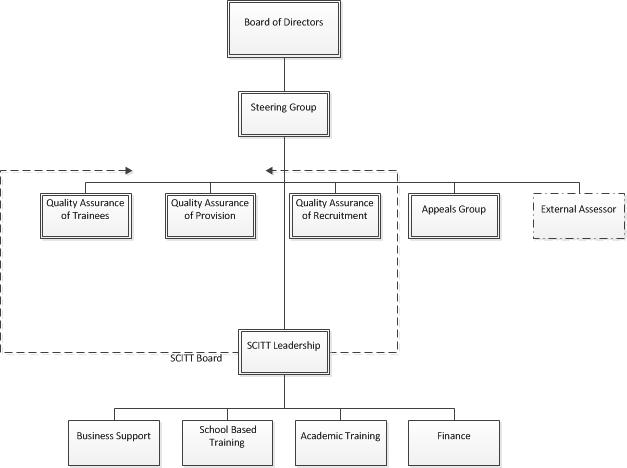 Board of Directors
Steering Group
Quality Assurance
of Trainees
Quality Assurance
of Provision
Quality Assurance
of Recruitment
Appeals Group
External Assessor
SCITT Leadership
SCITT Board
Business Support
School Based
Training
Academic Training
Finance